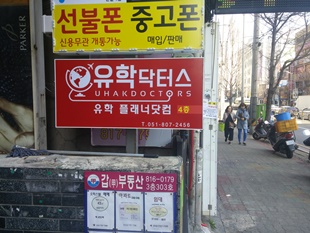 선불폰 중고폰
신용무관 개통가능 매입/판매
유학닥터스
UHAKDOCTORS
유학 플래너닷컴 4층
T.051-807-2456
갑(甲)부동산 816-0179
3층303호
PARKER